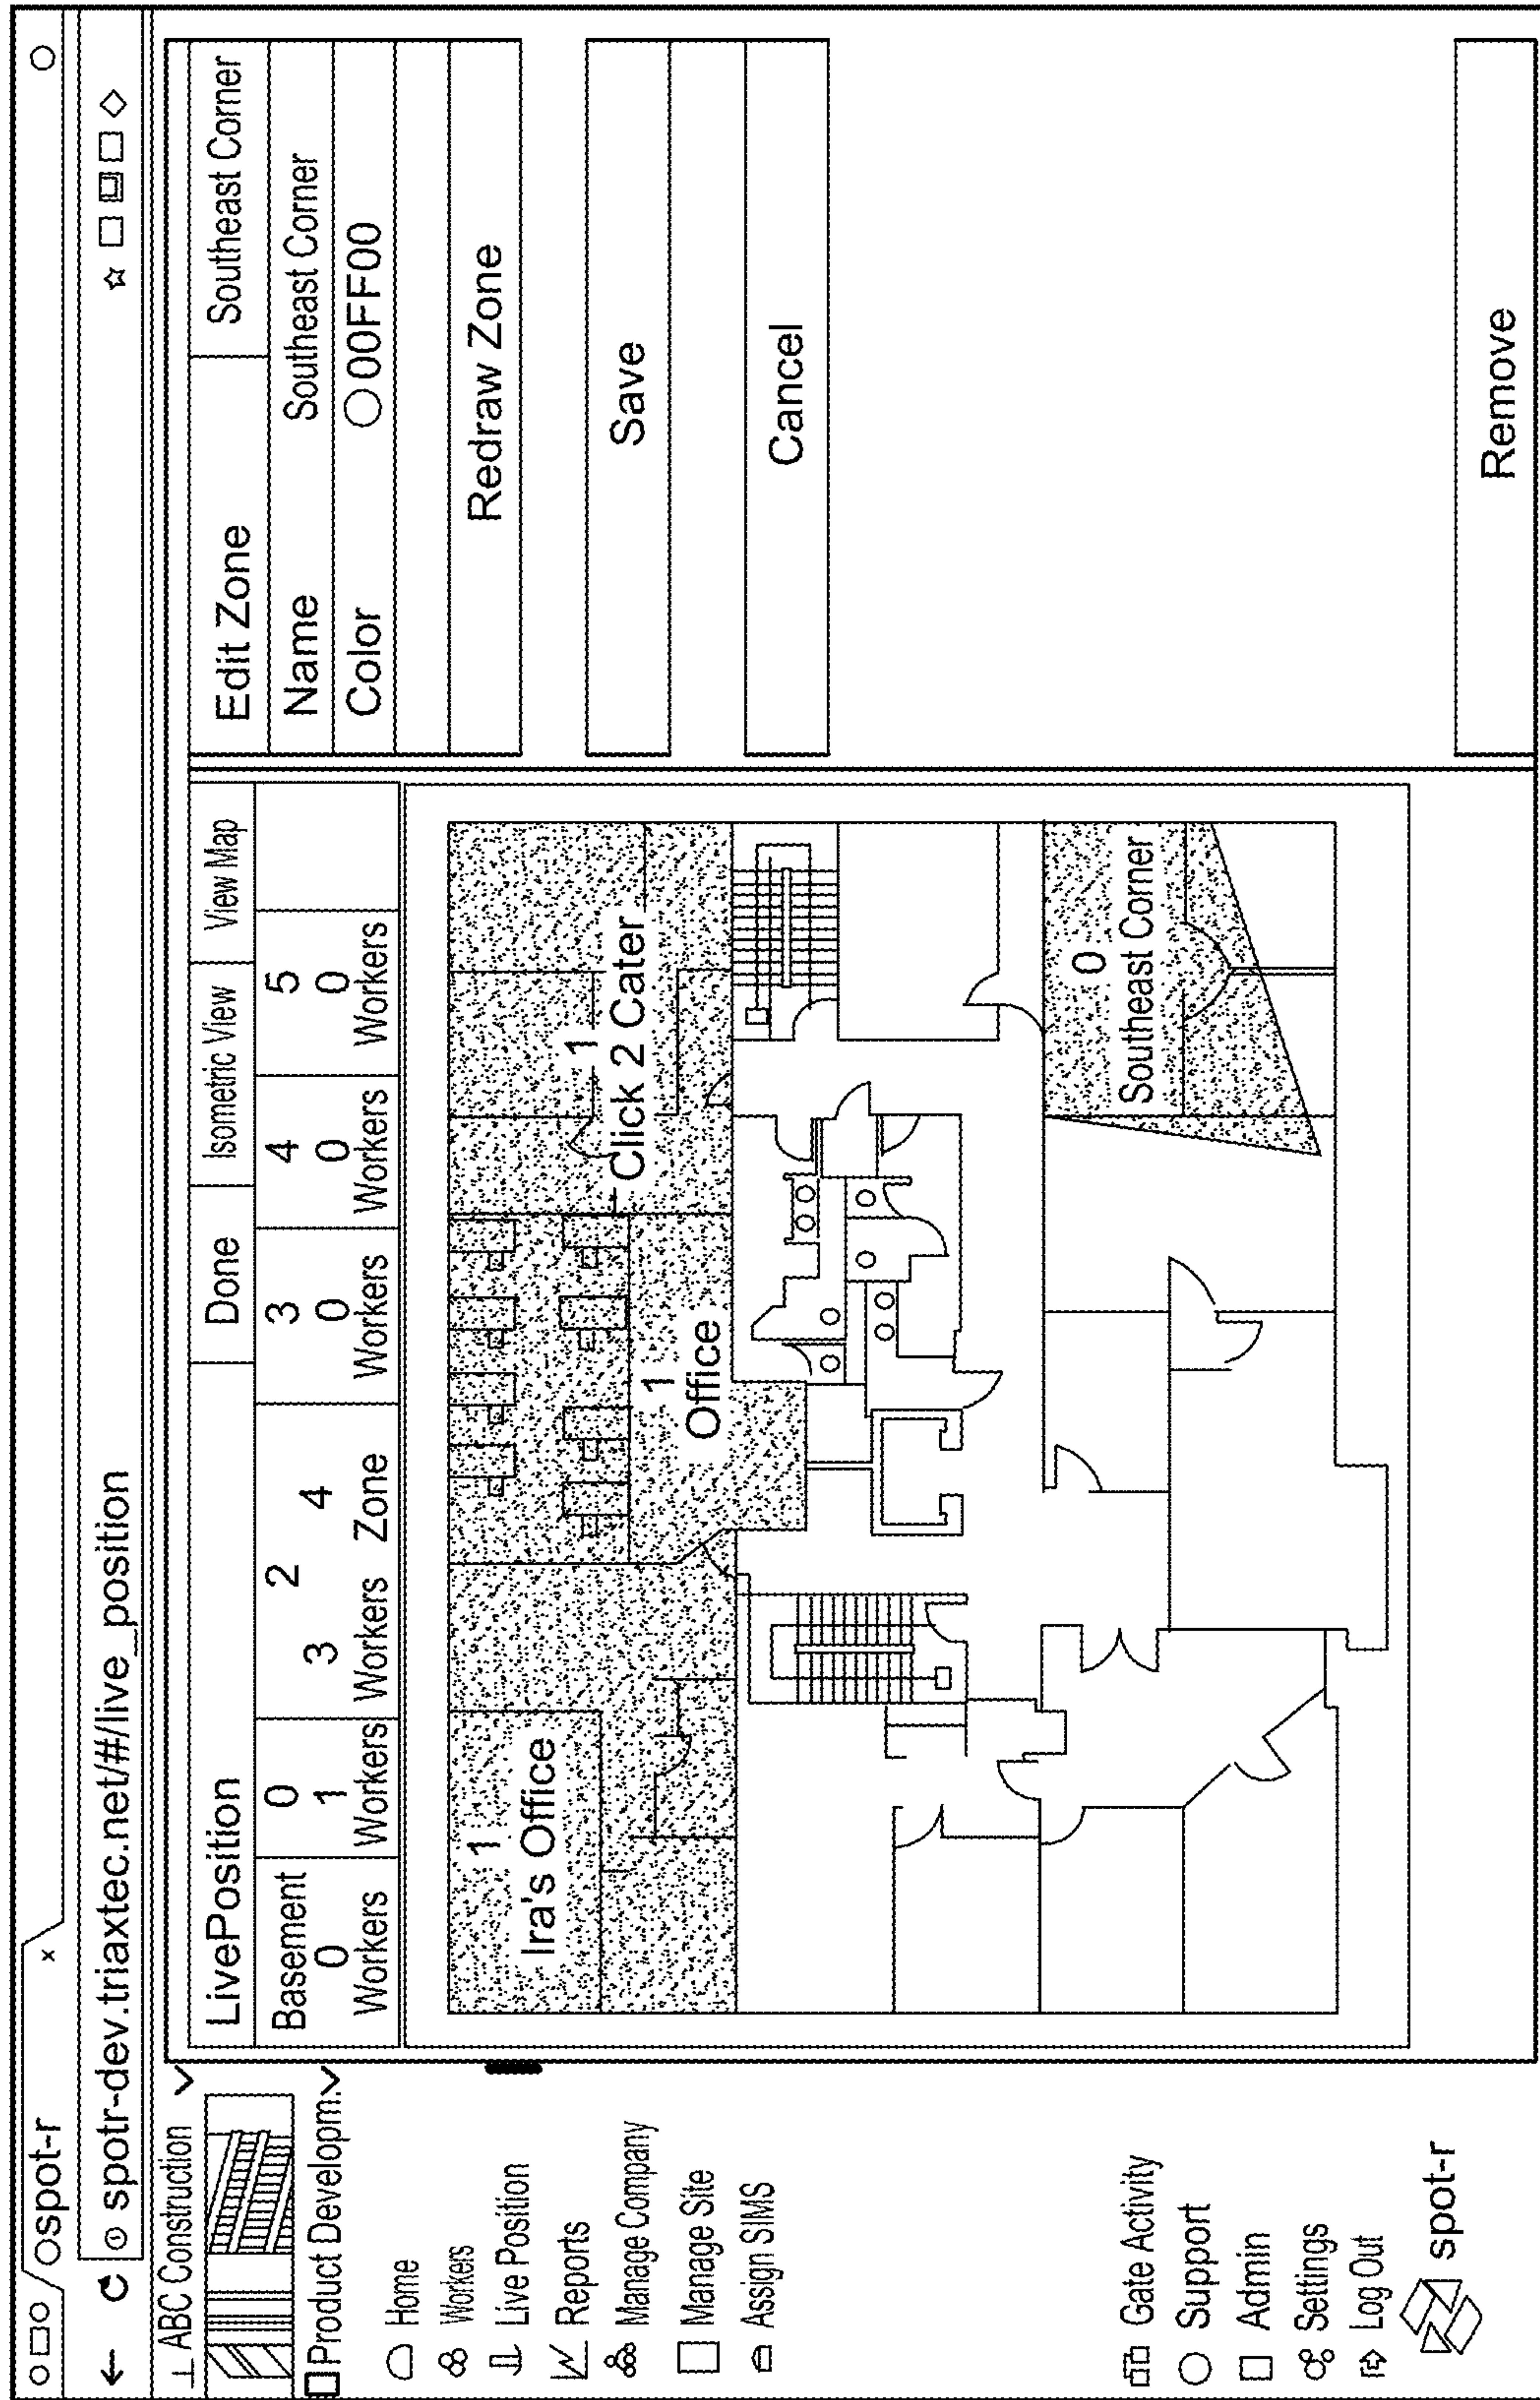 Ospot-r x
spotr-dev.triaxtec.net/#/live_position
ABC Construction
Product Developm.
Home
Workers
Live Position
Reports
Manage Company
Manage Site
Assign SIMS
Gate Activity
Support
Admin
Settings
Log Out
spot-r
LivePosition Done Isometric View View Map
Basement 0 2 3 4 5
0 1 3 4 0 0 0
Workers Workers Workers Zone Workers Workers Workers
1
Ira's Office
1
Office
1
Click 2 Cater
0
Southeast Corner
Edit Zone Southeast Corner
Name Southeast Corner
Color 00FF00
Redraw Zone
Save
Cancel
Remove